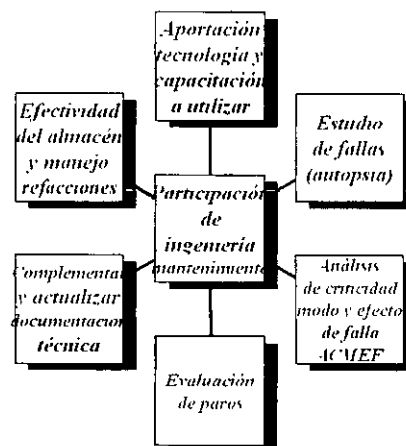 Aportación
tecnología y
capacitación
a utilizar
Efectividad
del almacén
y manejo
refacciones
Estudio
de fallas
(autopsia)
Participación
de
ingeniería
mantenimiento
Complementar
y actualizar
documentacion
técnica
Análisis
de criticidad
modo y efecto
de falla
ACMEF
Evaluación
de paros